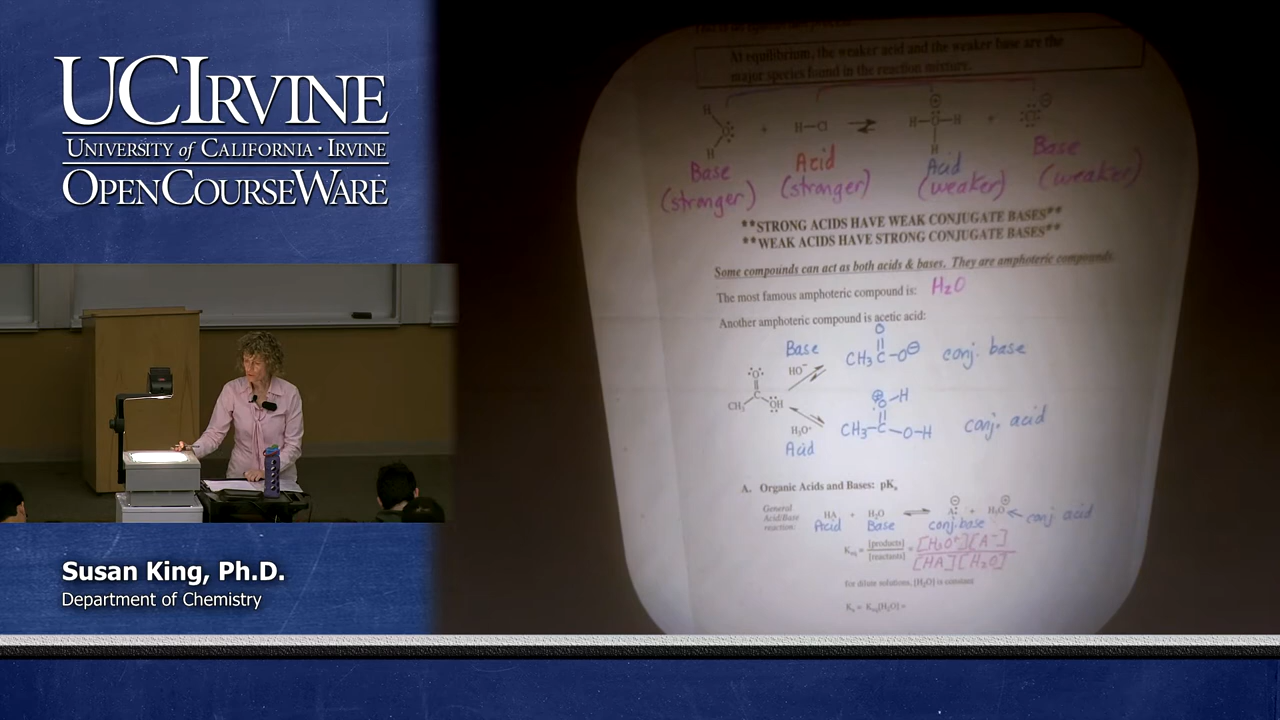 UCIRVINE
UNIVERSITY of CALIFORNIA · IRVINE
OPENCOURSEWARE
Susan King, Ph.D.
Department of Chemistry
At equilibrium, the weaker acid and the weaker base are the
major species found in the reaction mixture.
H
O + H—Cl ⇌ H—O—H + Cl
H H
⊕ ⊖
Base Acid Acid Base
(stronger) (stronger) (weaker) (weaker)
**STRONG ACIDS HAVE WEAK CONJUGATE BASES**
**WEAK ACIDS HAVE STRONG CONJUGATE BASES**
Some compounds can act as both acids & bases. They are amphoteric compounds.
The most famous amphoteric compound is: H₂O
Another amphoteric compound is acetic acid:
O
Base CH₃C–O⊖ conj. base
HO⁻
O
C
CH₃ OH
⊕O–H
H₃O⁺ CH₃–C–O–H conj. acid
Acid
A. Organic Acids and Bases: pKₐ
General
Acid/Base
reaction:
HA + H₂O ⇌ A:⊖ + H₃O⊕ ← conj. acid
Acid Base conj. base
Keq = [products] / [reactants] = [H₃O⁺][A⁻] / [HA][H₂O]
for dilute solutions, [H₂O] is constant
Kₐ = Keq[H₂O] =